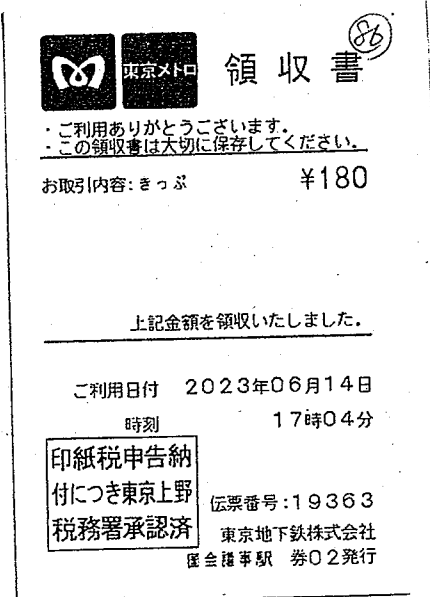 86
東京メトロ 領収書
・ご利用ありがとうございます。
・この領収書は大切に保存してください。
お取引内容:きっぷ ¥180
上記金額を領収いたしました。
ご利用日付 2023年06月14日
時刻 17時04分
印紙税申告納
付につき東京上野
税務署承認済
伝票番号:19363
東京地下鉄株式会社
国会議事駅 券02発行